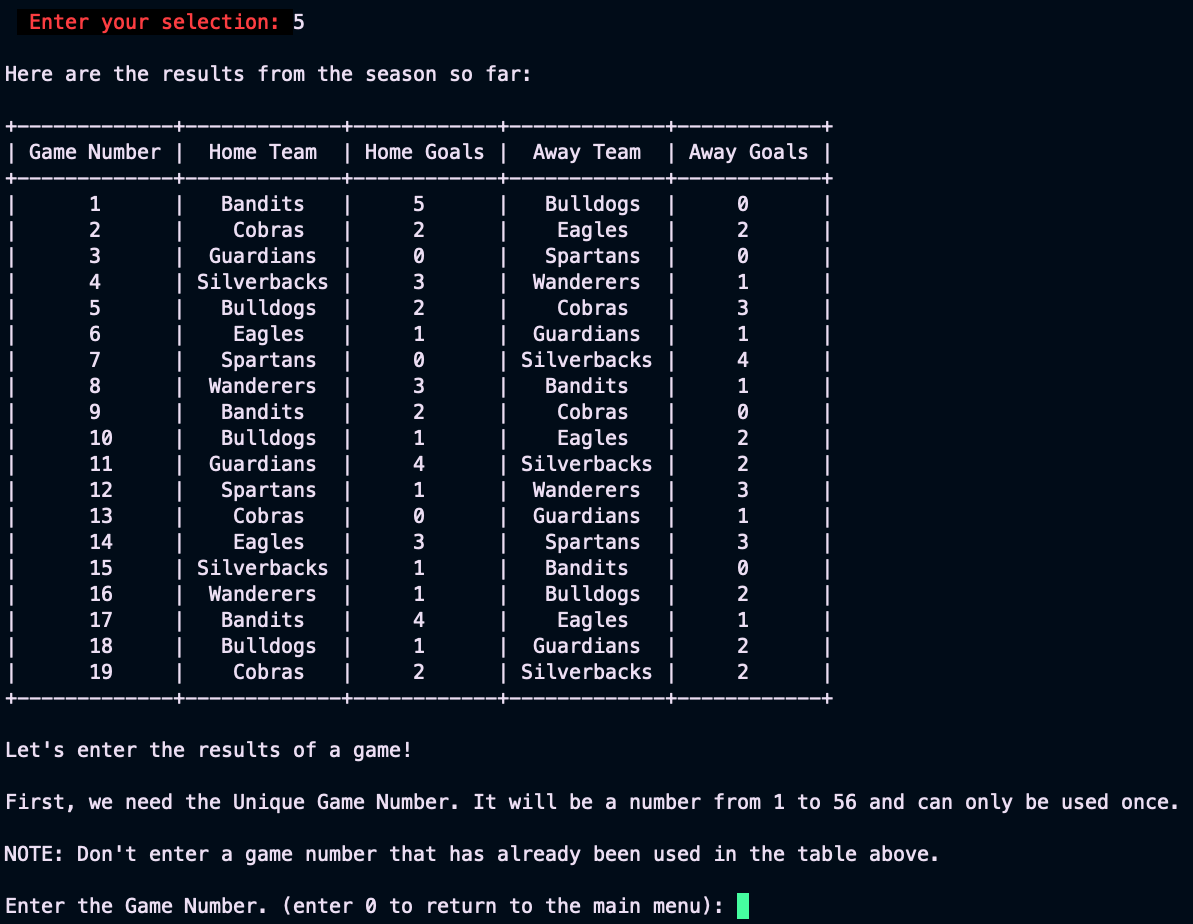 Enter your selection: 5
Here are the results from the season so far:
+-------------+-------------+------------+-------------+------------+
| Game Number |  Home Team  | Home Goals |  Away Team  | Away Goals |
+-------------+-------------+------------+-------------+------------+
|      1      |   Bandits   |     5      |   Bulldogs  |     0      |
|      2      |    Cobras   |     2      |    Eagles   |     2      |
|      3      |  Guardians  |     0      |   Spartans  |     0      |
|      4      | Silverbacks |     3      |  Wanderers  |     1      |
|      5      |   Bulldogs  |     2      |    Cobras   |     3      |
|      6      |    Eagles   |     1      |  Guardians  |     1      |
|      7      |   Spartans  |     0      | Silverbacks |     4      |
|      8      |  Wanderers  |     3      |   Bandits   |     1      |
|      9      |   Bandits   |     2      |    Cobras   |     0      |
|      10     |   Bulldogs  |     1      |    Eagles   |     2      |
|      11     |  Guardians  |     4      | Silverbacks |     2      |
|      12     |   Spartans  |     1      |  Wanderers  |     3      |
|      13     |    Cobras   |     0      |  Guardians  |     1      |
|      14     |    Eagles   |     3      |   Spartans  |     3      |
|      15     | Silverbacks |     1      |   Bandits   |     0      |
|      16     |  Wanderers  |     1      |   Bulldogs  |     2      |
|      17     |   Bandits   |     4      |    Eagles   |     1      |
|      18     |   Bulldogs  |     1      |  Guardians  |     2      |
|      19     |    Cobras   |     2      | Silverbacks |     2      |
+-------------+-------------+------------+-------------+------------+
Let's enter the results of a game!
First, we need the Unique Game Number. It will be a number from 1 to 56 and can only be used once.
NOTE: Don't enter a game number that has already been used in the table above.
Enter the Game Number. (enter 0 to return to the main menu):